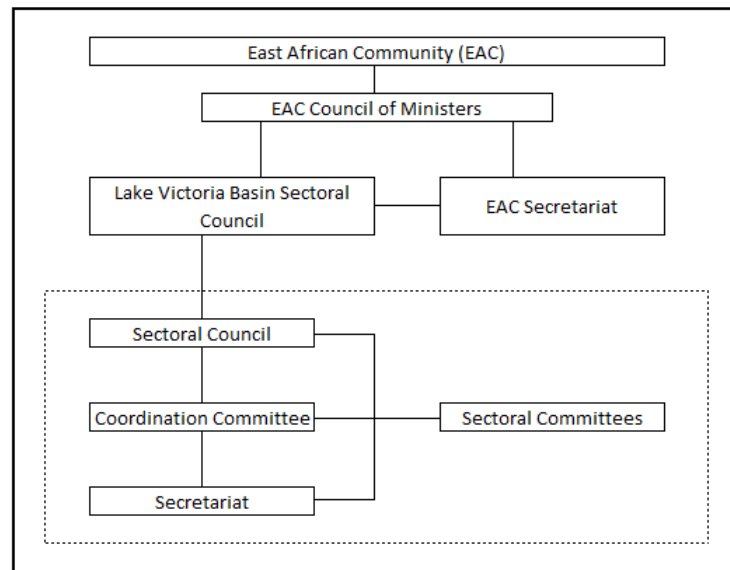 East African Community (EAC)
EAC Council of Ministers
Lake Victoria Basin Sectoral
Council
EAC Secretariat
Sectoral Council
Coordination Committee
Sectoral Committees
Secretariat